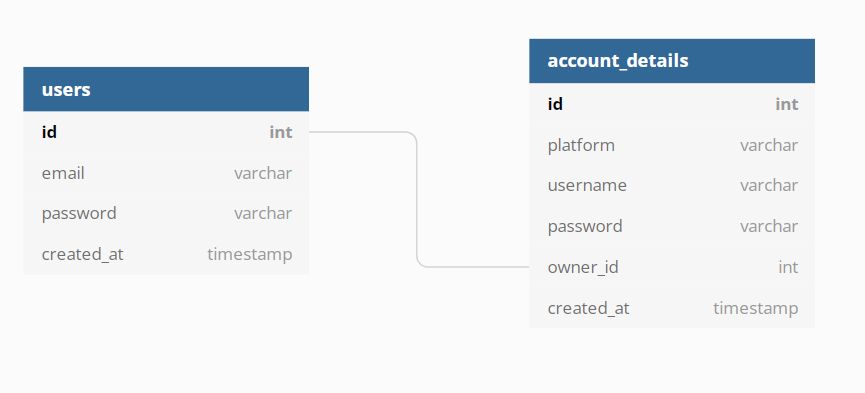 users
id int
email varchar
password varchar
created_at timestamp
account_details
id int
platform varchar
username varchar
password varchar
owner_id int
created_at timestamp